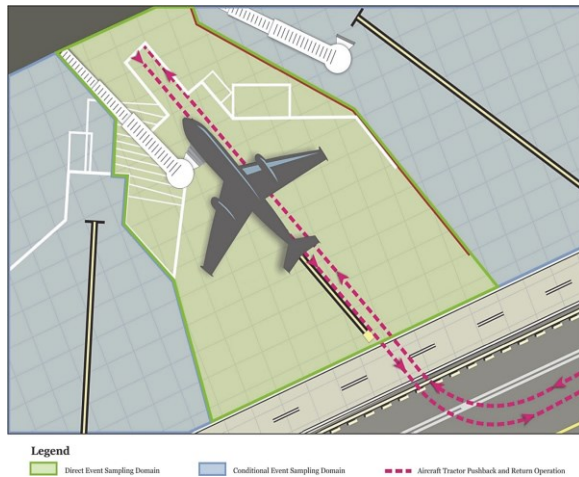 Legend
Direct Event Sampling Domain
Conditional Event Sampling Domain
Aircraft Tractor Pushback and Return Operation